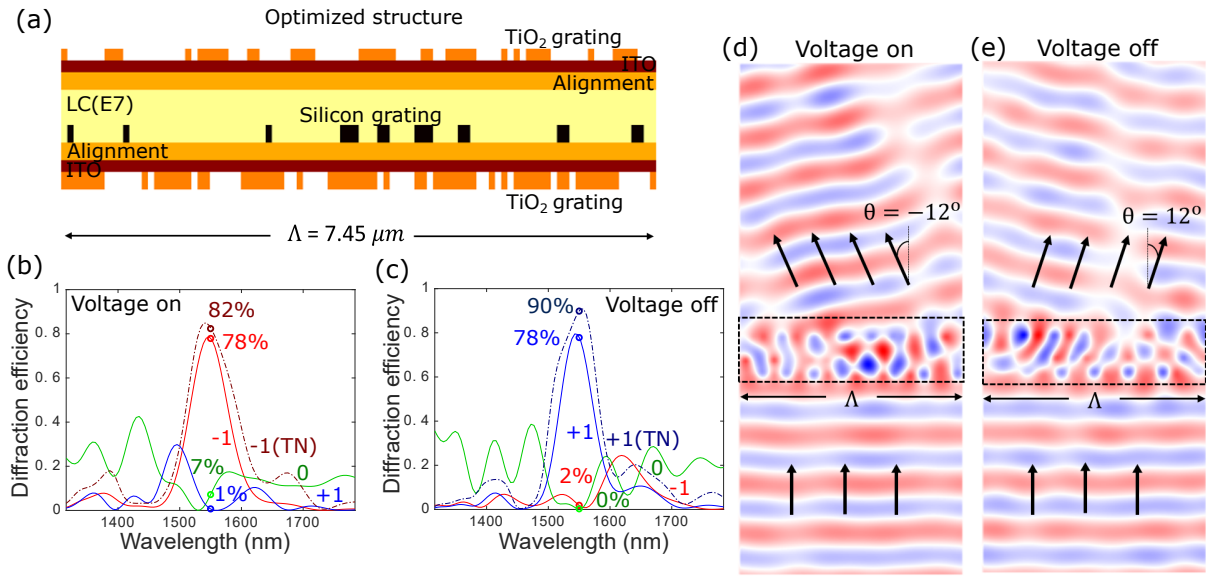 (a)
Optimized structure
TiO2 grating
ITO
Alignment
LC(E7)
Silicon grating
Alignment
ITO
TiO2 grating
Λ = 7.45 μm
(b)
Voltage on
82%
78%
-1
-1(TN)
7%
0
1%
+1
Diffraction efficiency
1
0.8
0.6
0.4
0.2
0
1400
1500
1600
1700
Wavelength (nm)
(c)
Voltage off
90%
78%
+1
+1(TN)
2%
0
-1
0%
Diffraction efficiency
1
0.8
0.6
0.4
0.2
0
1400
1500
1600
1700
Wavelength (nm)
(d)
Voltage on
θ = −12°
Λ
(e)
Voltage off
θ = 12°
Λ